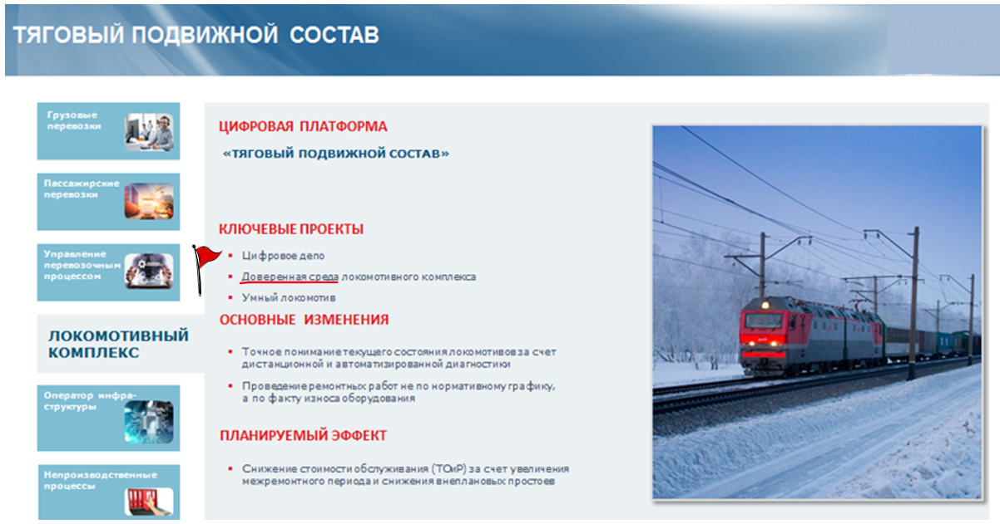 ТЯГОВЫЙ ПОДВИЖНОЙ СОСТАВ
Грузовые
перевозки
Пассажирские
перевозки
Управление
перевозочным
процессом
ЛОКОМОТИВНЫЙ
КОМПЛЕКС
Оператор инфра-
структуры
Непроизводственные
процессы
ЦИФРОВАЯ ПЛАТФОРМА
«ТЯГОВЫЙ ПОДВИЖНОЙ СОСТАВ»
КЛЮЧЕВЫЕ ПРОЕКТЫ
Цифровое депо
Доверенная среда локомотивного комплекса
Умный локомотив
ОСНОВНЫЕ ИЗМЕНЕНИЯ
Точное понимание текущего состояния локомотивов за счет
дистанционной и автоматизированной диагностики
Проведение ремонтных работ не по нормативному графику,
а по факту износа оборудования
ПЛАНИРУЕМЫЙ ЭФФЕКТ
Снижение стоимости обслуживания (ТОиР) за счет увеличения
межремонтного периода и снижения внеплановых простоев